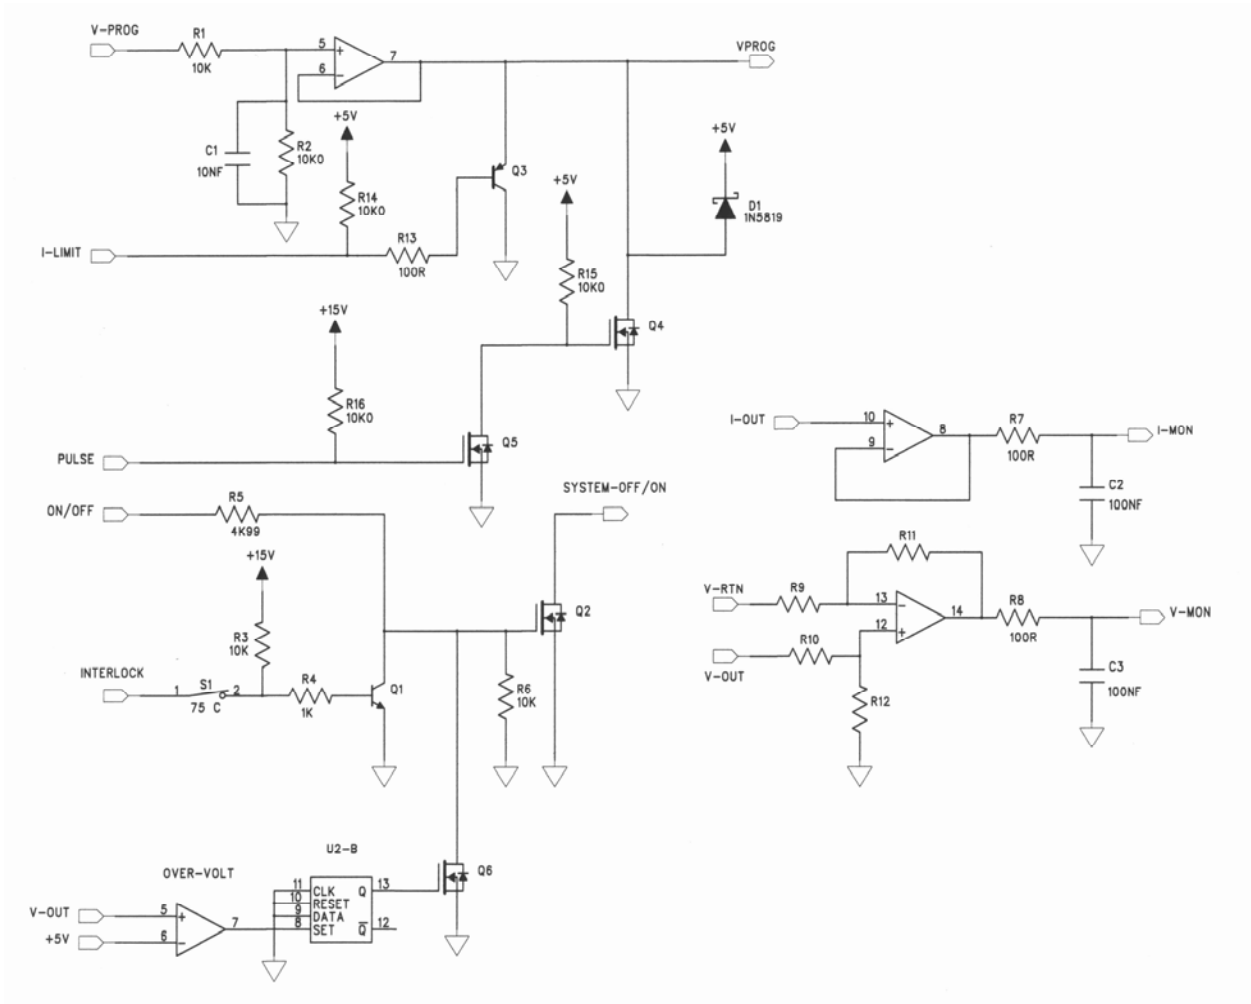 V-PROG
R1
10K
5
+
6
-
7
VPROG
C1
10NF
R2
10K0
+5V
R14
10K0
Q3
+5V
+5V
D1
1N5819
I-LIMIT
R13
100R
R15
10K0
+15V
Q4
R16
10K0
PULSE
Q5
I-OUT
10
+
9
-
8
R7
100R
I-MON
C2
100NF
ON/OFF
R5
4K99
SYSTEM-OFF/ON
+15V
R3
10K
Q2
INTERLOCK
1
S1
2
75 C
R4
1K
Q1
R6
10K
R11
V-RTN
R9
13
-
12
+
14
R8
100R
V-MON
R10
V-OUT
R12
C3
100NF
U2-B
OVER-VOLT
Q6
V-OUT
5
+
+5V
6
-
7
11
CLK
Q
13
10
RESET
9
DATA
8
SET
Q
12